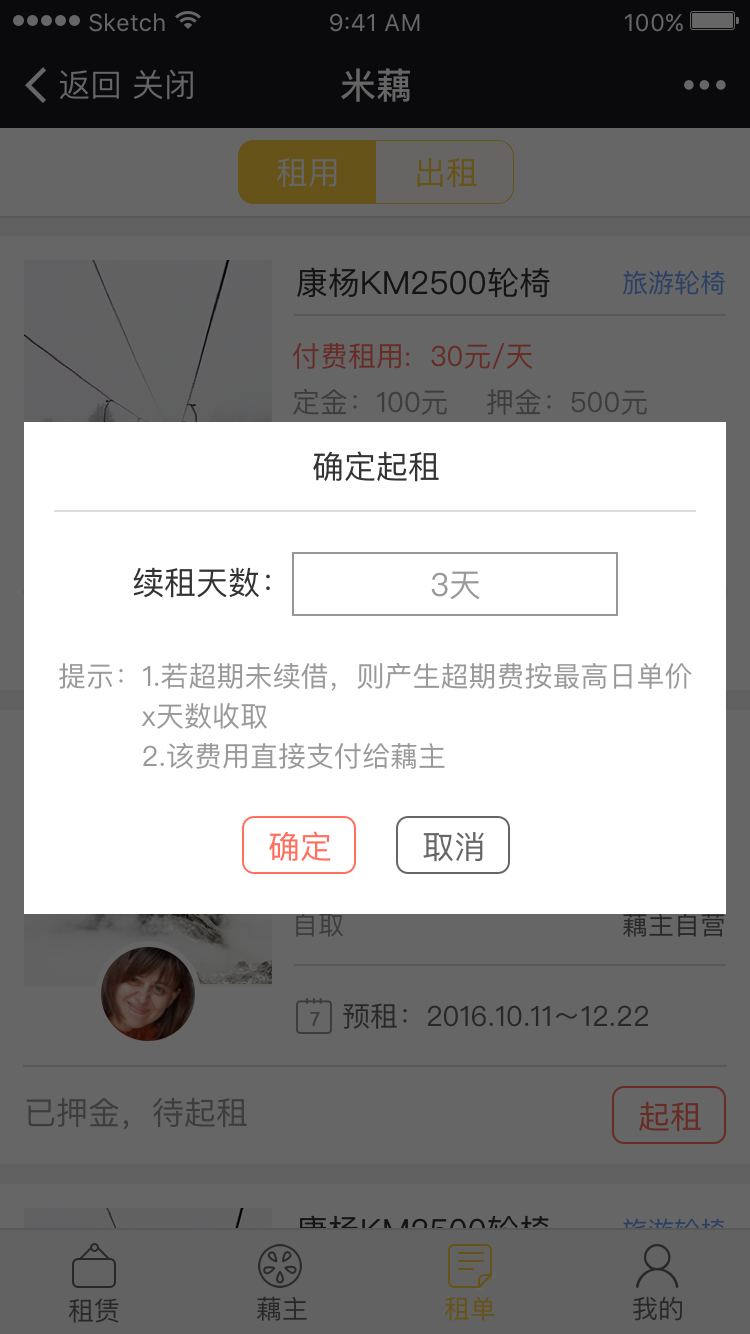 Sketch 9:41 AM 100%
返回 关闭 米藕
租用 出租
康杨KM2500轮椅 旅游轮椅
付费租用：30元/天
定金：100元 押金：500元
确定起租
续租天数： 3天
提示：1.若超期未续借，则产生超期费按最高日单价
x天数收取
2.该费用直接支付给藕主
确定 取消
自取 藕主自营
7 预租：2016.10.11～12.22
已押金，待起租 起租
康杨KM2500轮椅 旅游轮椅
租赁 藕主 租单 我的